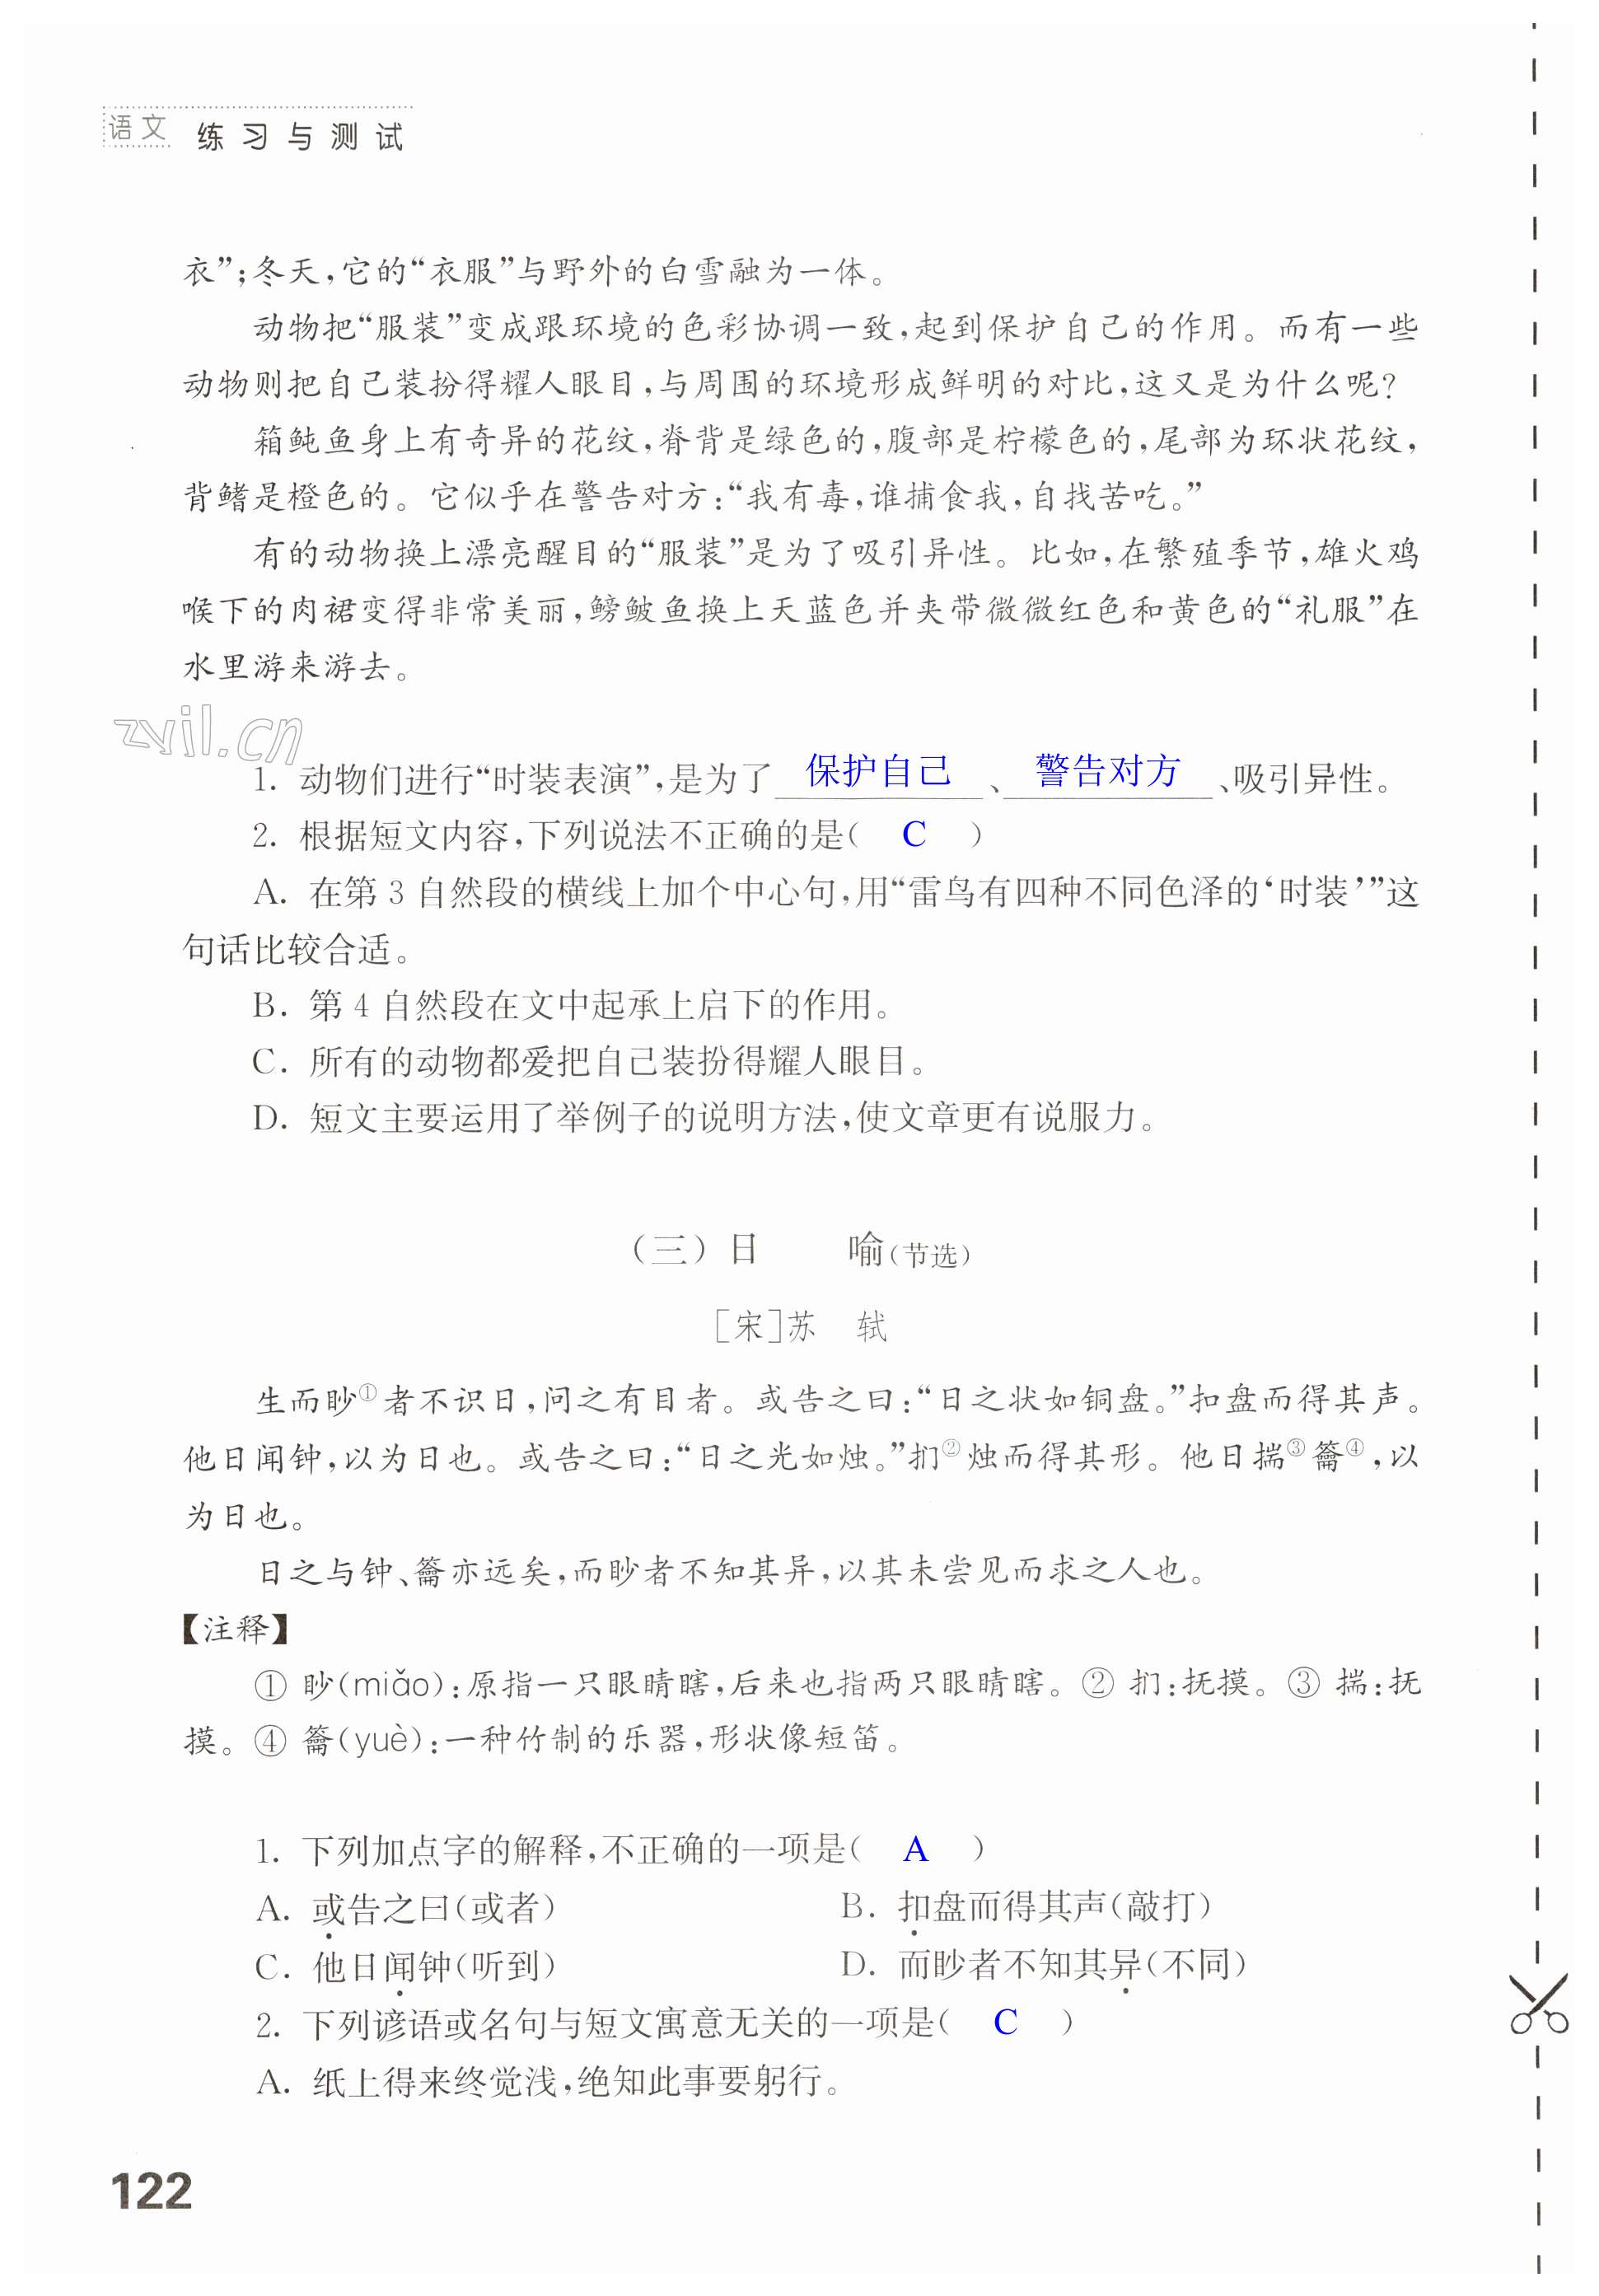 语文 练习与测试
衣”;冬天,它的“衣服”与野外的白雪融为一体。
动物把“服装”变成跟环境的色彩协调一致,起到保护自己的作用。而有一些
动物则把自己装扮得耀人眼目,与周围的环境形成鲜明的对比,这又是为什么呢?
箱鲀鱼身上有奇异的花纹,脊背是绿色的,腹部是柠檬色的,尾部为环状花纹,
背鳍是橙色的。它似乎在警告对方:“我有毒,谁捕食我,自找苦吃。”
有的动物换上漂亮醒目的“服装”是为了吸引异性。比如,在繁殖季节,雄火鸡
喉下的肉裙变得非常美丽,鳑鲏鱼换上天蓝色并夹带微微红色和黄色的“礼服”在
水里游来游去。
zyil.cn
1. 动物们进行“时装表演”,是为了 保护自己 、 警告对方 、吸引异性。
2. 根据短文内容,下列说法不正确的是( C )
A. 在第 3 自然段的横线上加个中心句,用“雷鸟有四种不同色泽的‘时装’”这
句话比较合适。
B. 第 4 自然段在文中起承上启下的作用。
C. 所有的动物都爱把自己装扮得耀人眼目。
D. 短文主要运用了举例子的说明方法,使文章更有说服力。
(三)日 喻(节选)
[宋]苏 轼
生而眇①者不识日,问之有目者。或告之曰:“日之状如铜盘。”扣盘而得其声。
他日闻钟,以为日也。或告之曰:“日之光如烛。”扪②烛而得其形。他日揣③籥④,以
为日也。
日之与钟、籥亦远矣,而眇者不知其异,以其未尝见而求之人也。
【注释】
① 眇(miǎo):原指一只眼睛瞎,后来也指两只眼睛瞎。② 扪:抚摸。③ 揣:抚
摸。④ 籥(yuè):一种竹制的乐器,形状像短笛。
1. 下列加点字的解释,不正确的一项是( A )
A. 或告之曰(或者) B. 扣盘而得其声(敲打)
C. 他日闻钟(听到) D. 而眇者不知其异(不同)
2. 下列谚语或名句与短文寓意无关的一项是( C )
A. 纸上得来终觉浅,绝知此事要躬行。
122